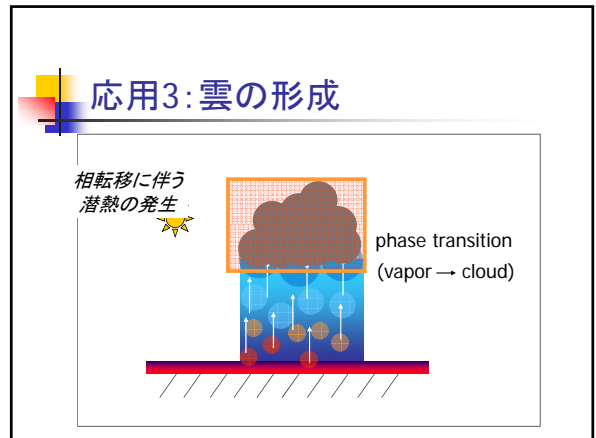 応用3:雲の形成
相転移に伴う
潜熱の発生
phase transition
(vapor → cloud)